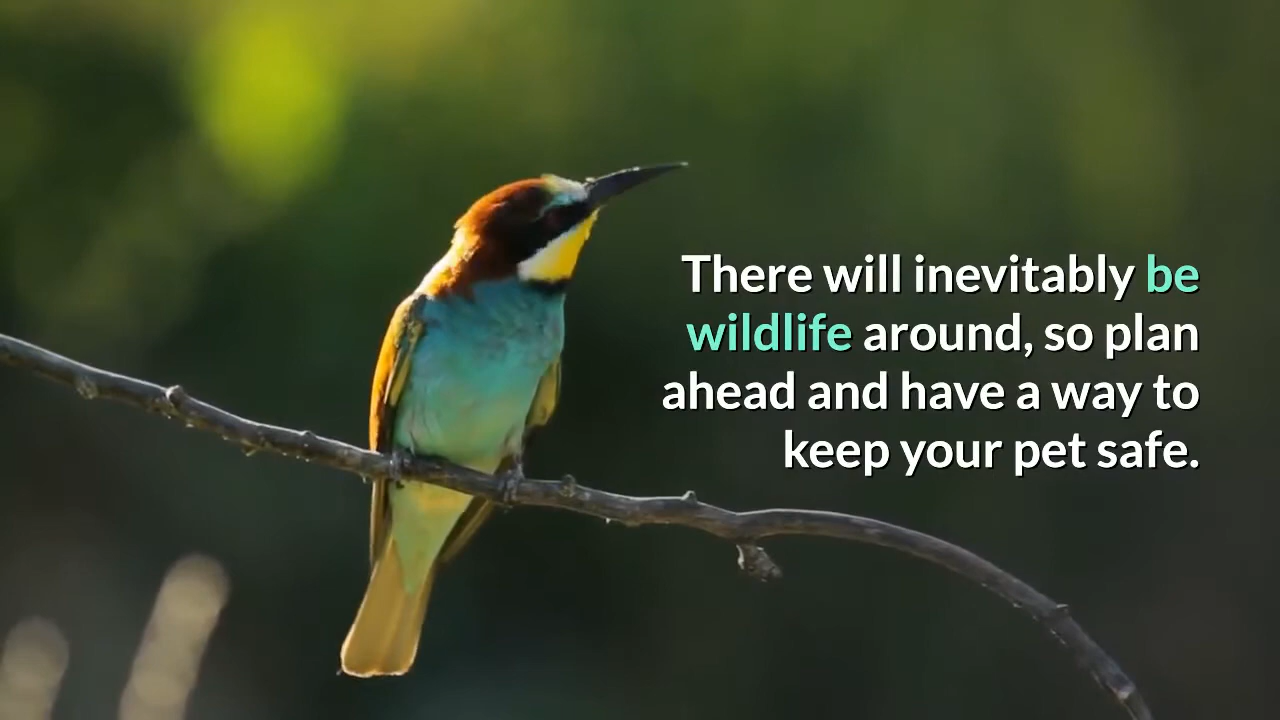 There will inevitably be
wildlife around, so plan
ahead and have a way to
keep your pet safe.